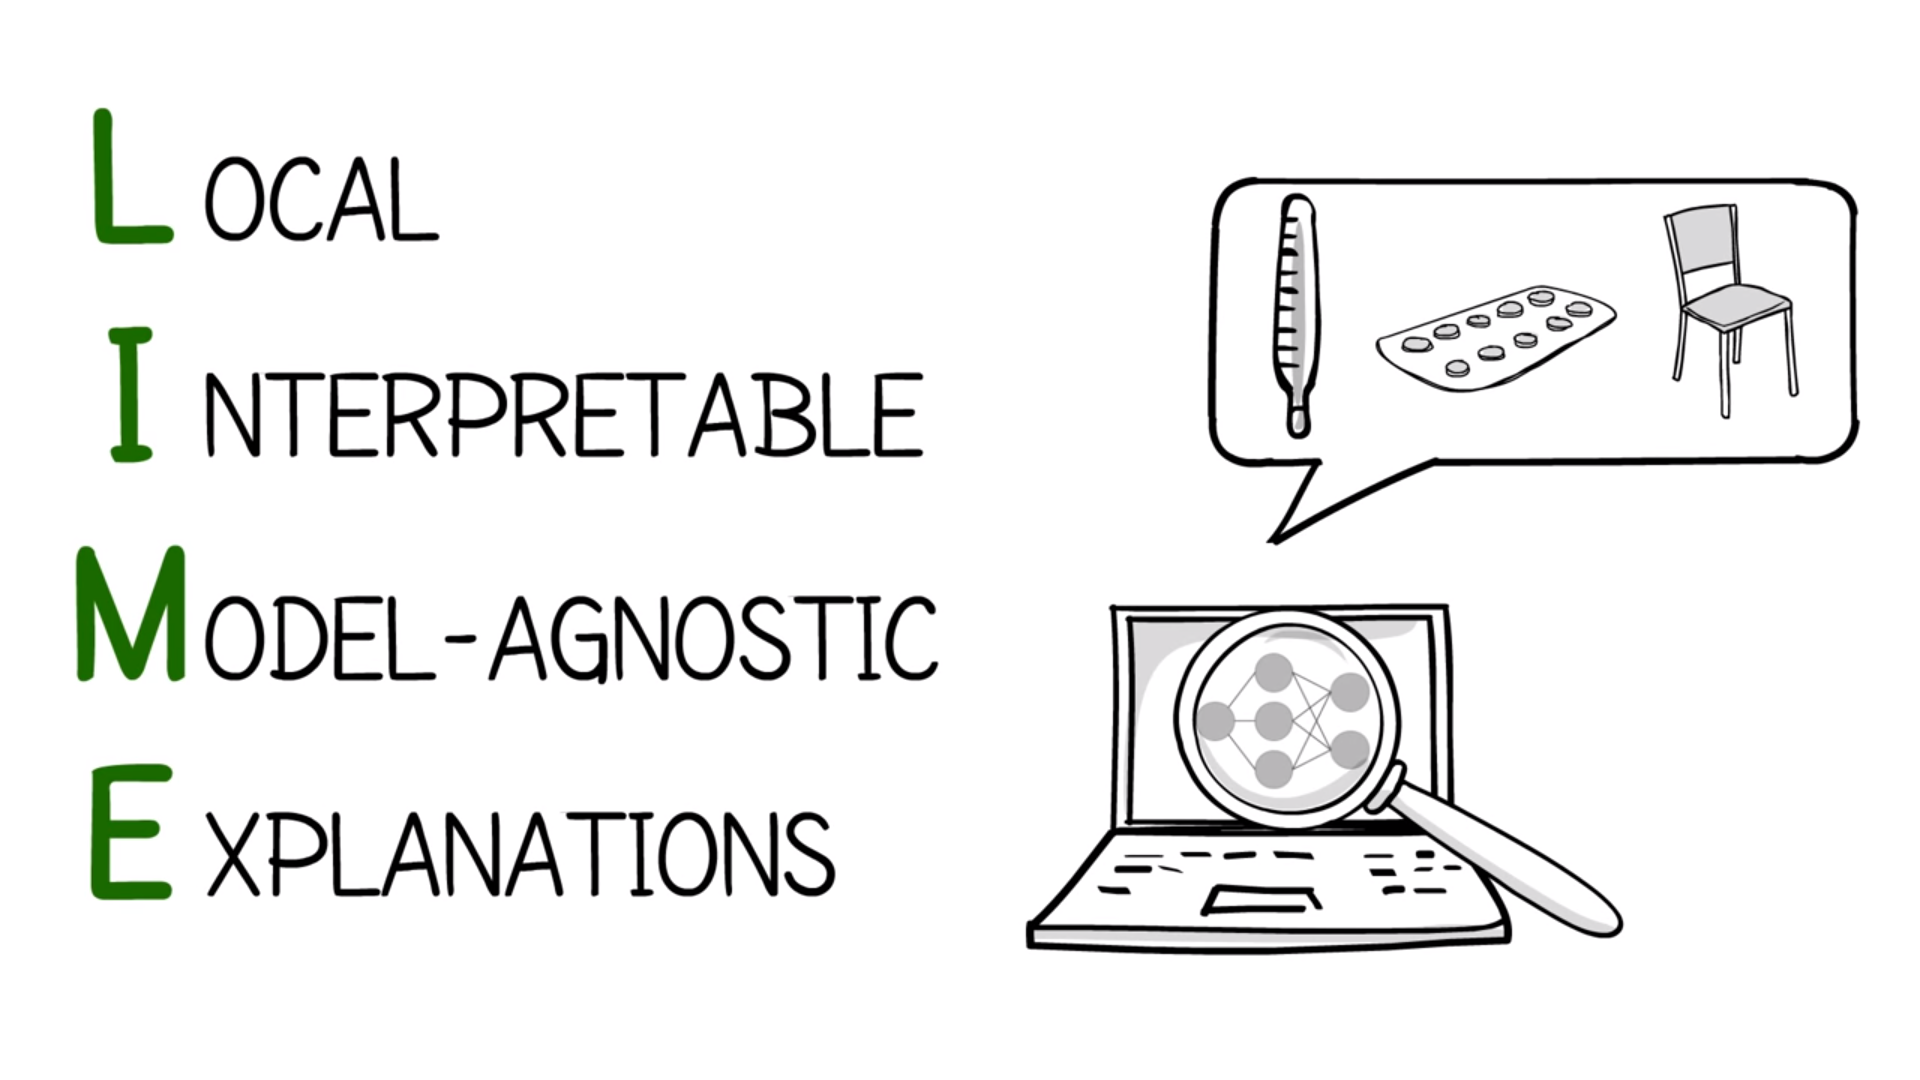 LOCAL
INTERPRETABLE
MODEL-AGNOSTIC
EXPLANATIONS